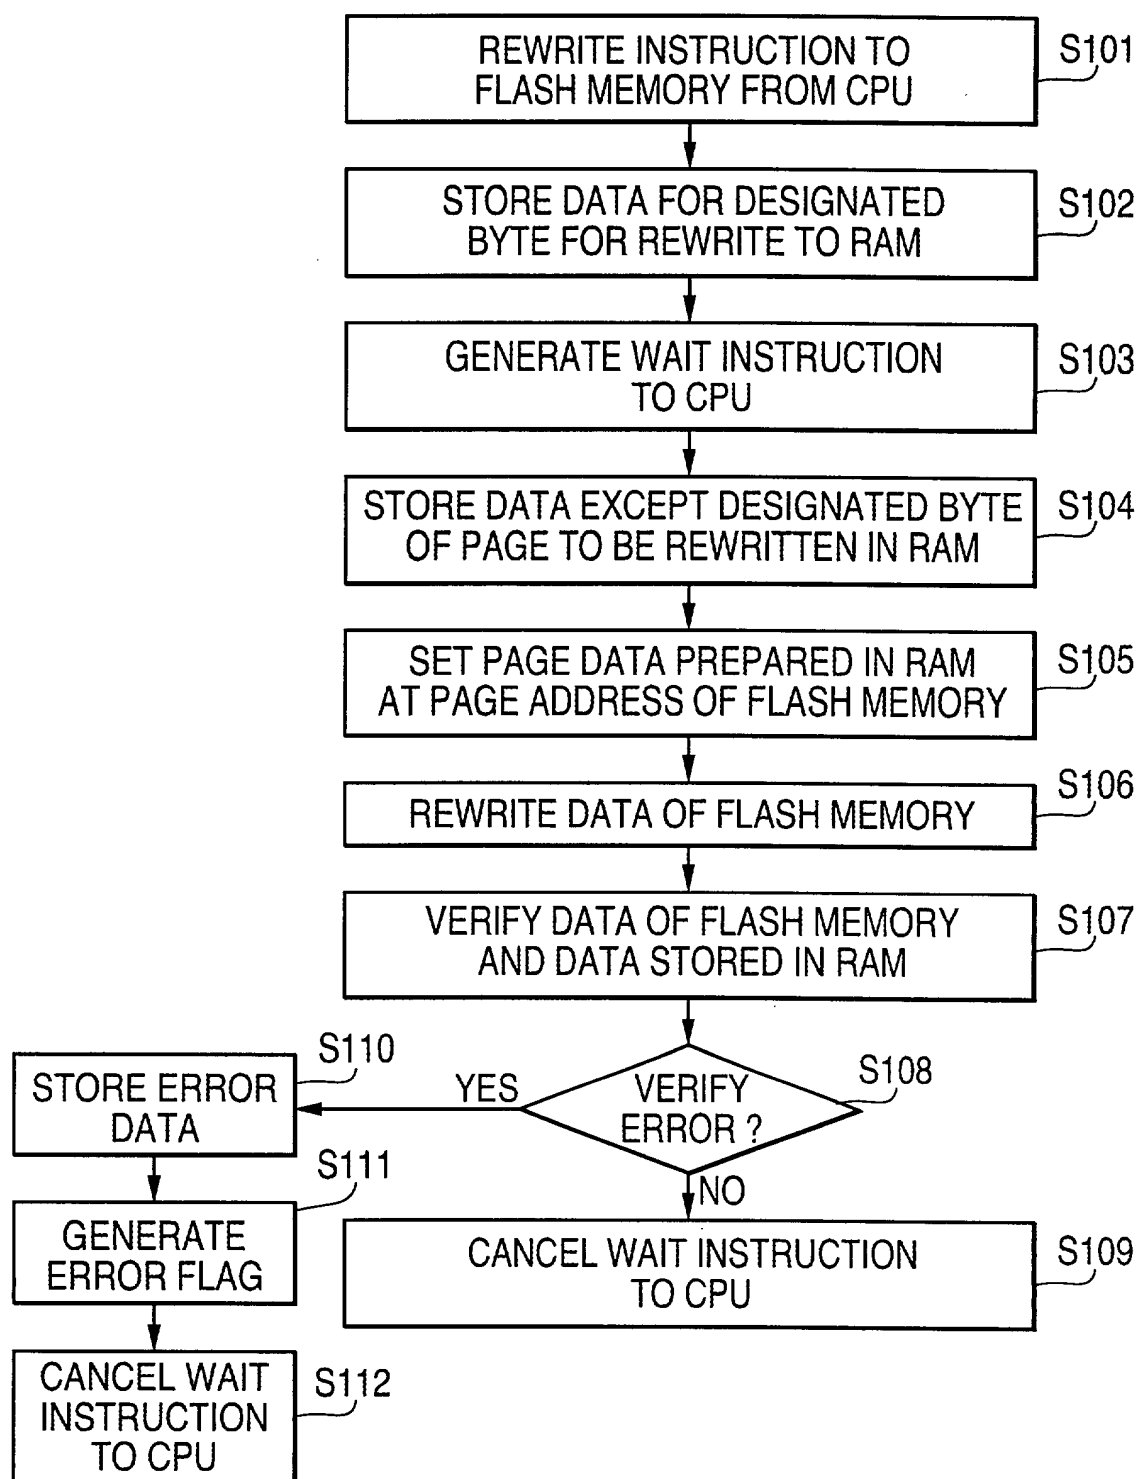 REWRITE INSTRUCTION TO
FLASH MEMORY FROM CPU
S101
STORE DATA FOR DESIGNATED
BYTE FOR REWRITE TO RAM
S102
GENERATE WAIT INSTRUCTION
TO CPU
S103
STORE DATA EXCEPT DESIGNATED BYTE
OF PAGE TO BE REWRITTEN IN RAM
S104
SET PAGE DATA PREPARED IN RAM
AT PAGE ADDRESS OF FLASH MEMORY
S105
REWRITE DATA OF FLASH MEMORY
S106
VERIFY DATA OF FLASH MEMORY
AND DATA STORED IN RAM
S107
VERIFY
ERROR ?
S108
YES
NO
STORE ERROR
DATA
S110
GENERATE
ERROR FLAG
S111
CANCEL WAIT INSTRUCTION
TO CPU
S109
CANCEL WAIT
INSTRUCTION
TO CPU
S112